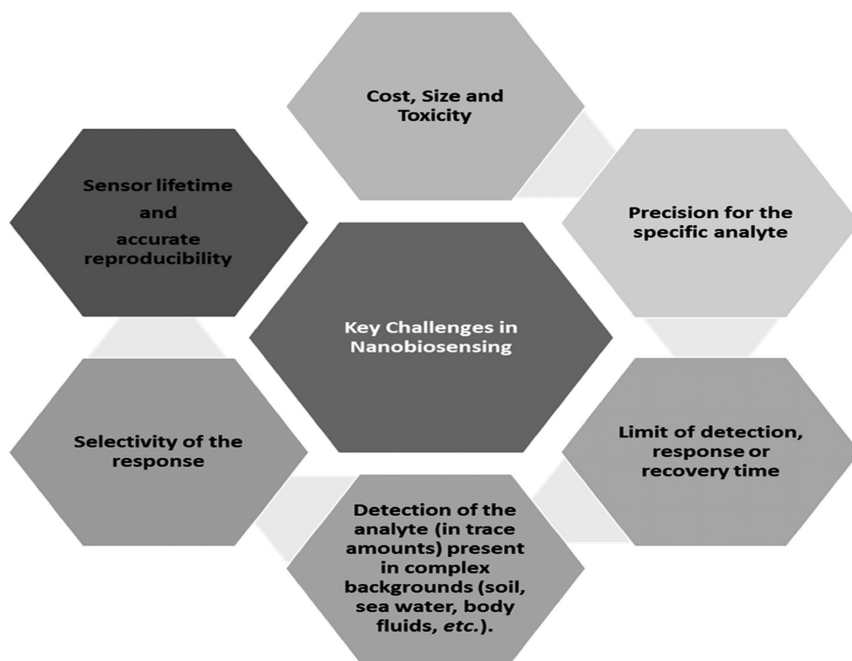 Cost, Size and
Toxicity
Precision for the
specific analyte
Limit of detection,
response or
recovery time
Detection of the
analyte (in trace
amounts) present
in complex
backgrounds (soil,
sea water, body
fluids, etc.).
Selectivity of the
response
Sensor lifetime
and
accurate
reproducibility
Key Challenges in
Nanobiosensing